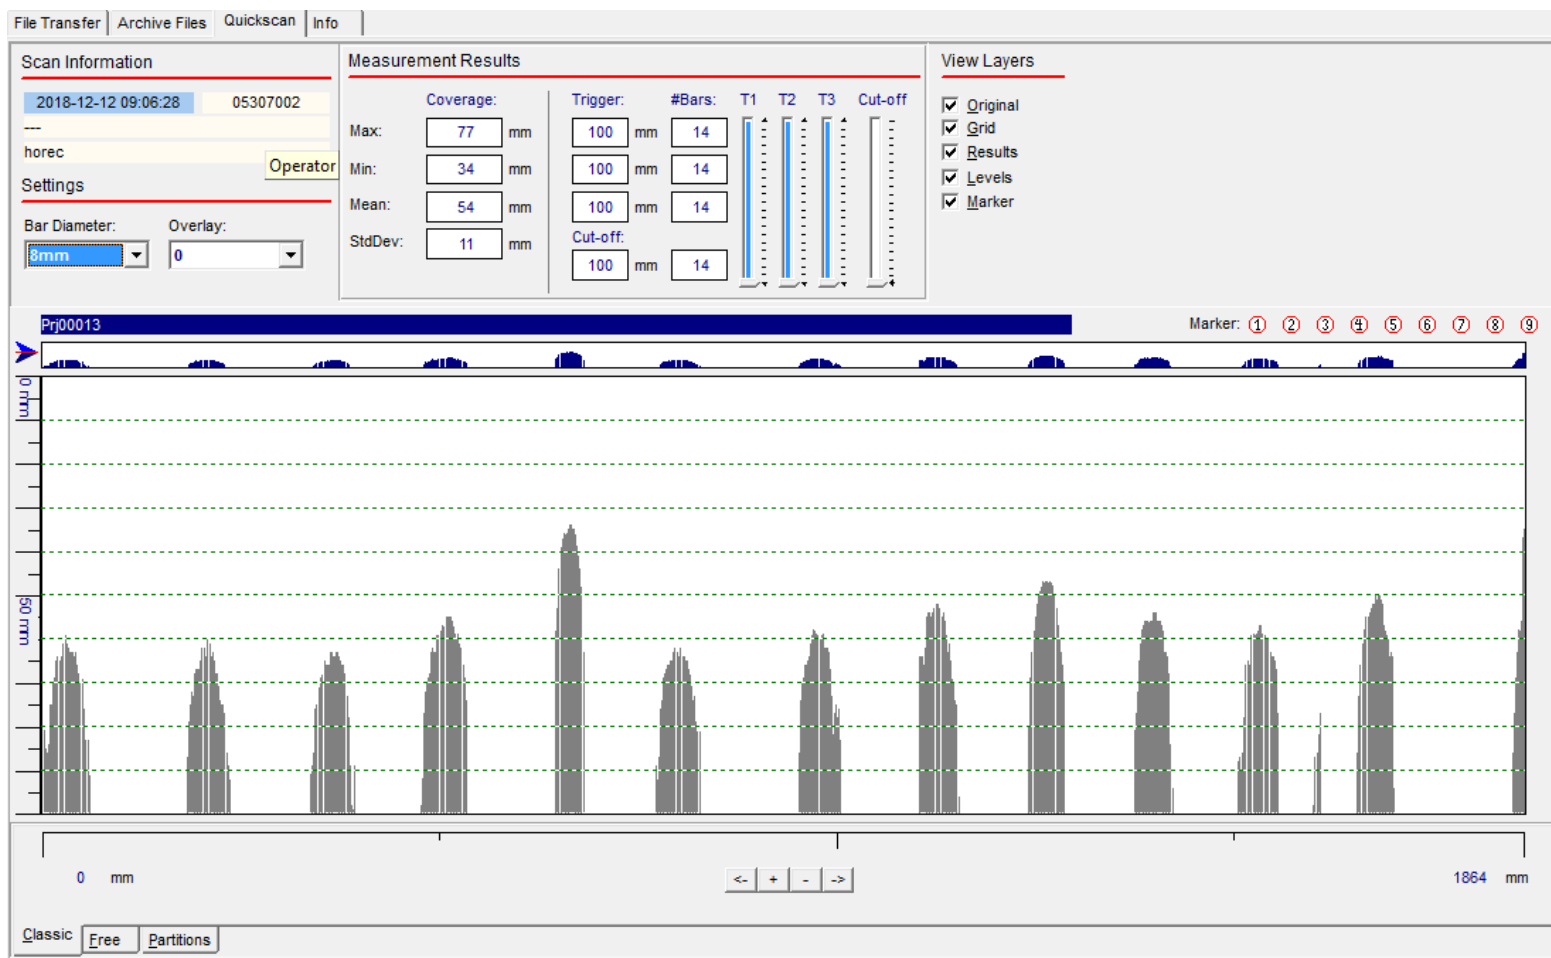 File Transfer Archive Files Quickscan Info
Scan Information
2018-12-12 09:06:28 05307002
---
horec
Operator
Settings
Bar Diameter: Overlay:
8mm 0
Measurement Results
Coverage: Trigger: #Bars: T1 T2 T3 Cut-off
Max: 77 mm 100 mm 14
Min: 34 mm 100 mm 14
Mean: 54 mm 100 mm 14
StdDev: 11 mm Cut-off:
100 mm 14
View Layers
Original
Grid
Results
Levels
Marker
Prj00013 Marker: 1 2 3 4 5 6 7 8 9
0 mm
50 mm
0 mm <- + - -> 1864 mm
Classic Free Partitions